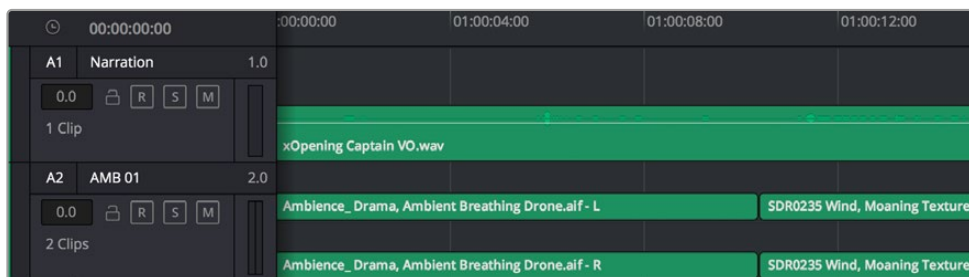 00:00:00:00 :00:00:00 01:00:04:00 01:00:08:00 01:00:12:00
A1 Narration 1.0
0.0 R S M
1 Clip
xOpening Captain VO.wav
A2 AMB 01 2.0
Ambience_ Drama, Ambient Breathing Drone.aif - L SDR0235 Wind, Moaning Texture
0.0 R S M
2 Clips
Ambience_ Drama, Ambient Breathing Drone.aif - R SDR0235 Wind, Moaning Texture